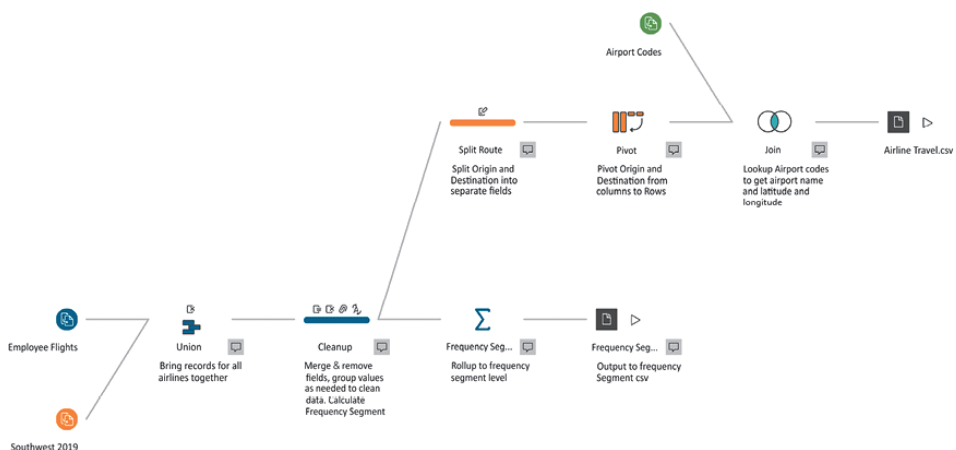 Airport Codes
Split Route
Split Origin and
Destination into
separate fields
Pivot
Pivot Origin and
Destination from
columns to Rows
Join
Lookup Airport codes
to get airport name
and latitude and
longitude
Airline Travel.csv
Employee Flights
Southwest 2019
Union
Bring records for all
airlines together
Cleanup
Merge & remove
fields, group values
as needed to clean
data. Calculate
Frequency Segment
Frequency Seg...
Rollup to frequency
segment level
Frequency Seg...
Output to frequency
Segment csv